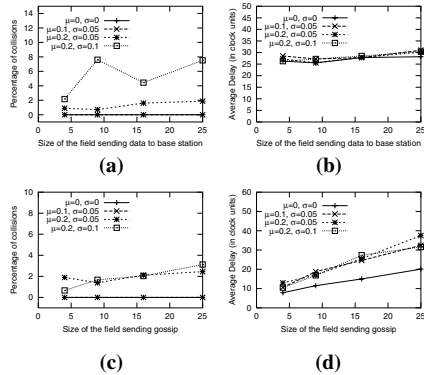 Percentage of collisions
14
12
10
8
6
4
2
0
μ=0, σ=0
μ=0.1, σ=0.05
μ=0.2, σ=0.05
μ=0.2, σ=0.1
0 5 10 15 20 25
Size of the field sending data to base station
(a)
Average Delay (in clock units)
50
45
40
35
30
25
20
15
10
5
0
μ=0, σ=0
μ=0.1, σ=0.05
μ=0.2, σ=0.05
μ=0.2, σ=0.1
0 5 10 15 20 25
Size of the field sending data to base station
(b)
Percentage of collisions
10
8
6
4
2
0
μ=0, σ=0
μ=0.1, σ=0.05
μ=0.2, σ=0.05
μ=0.2, σ=0.1
0 5 10 15 20 25
Size of the field sending gossip
(c)
Average Delay (in clock units)
60
50
40
30
20
10
0
μ=0, σ=0
μ=0.1, σ=0.05
μ=0.2, σ=0.05
μ=0.2, σ=0.1
0 5 10 15 20 25
Size of the field sending gossip
(d)